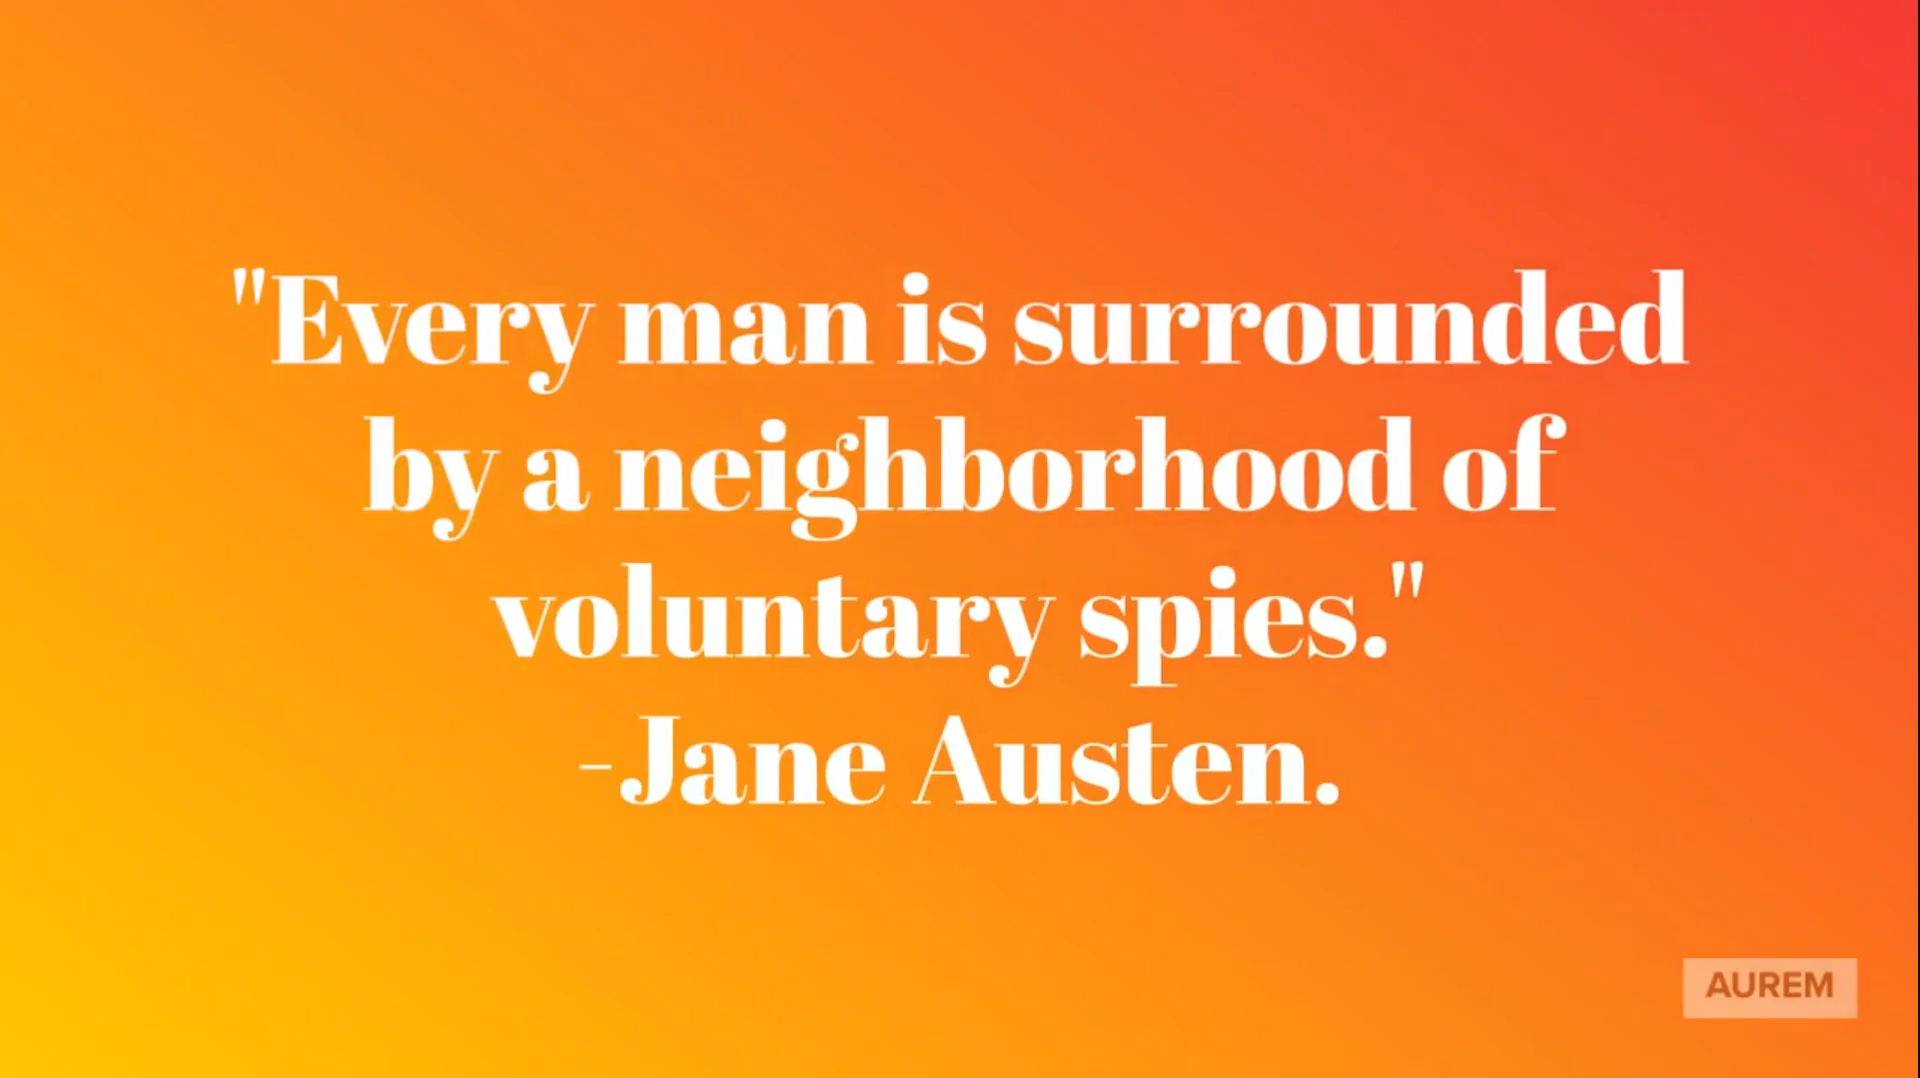 "Every man is surrounded
by a neighborhood of
voluntary spies."
-Jane Austen.
AUREM